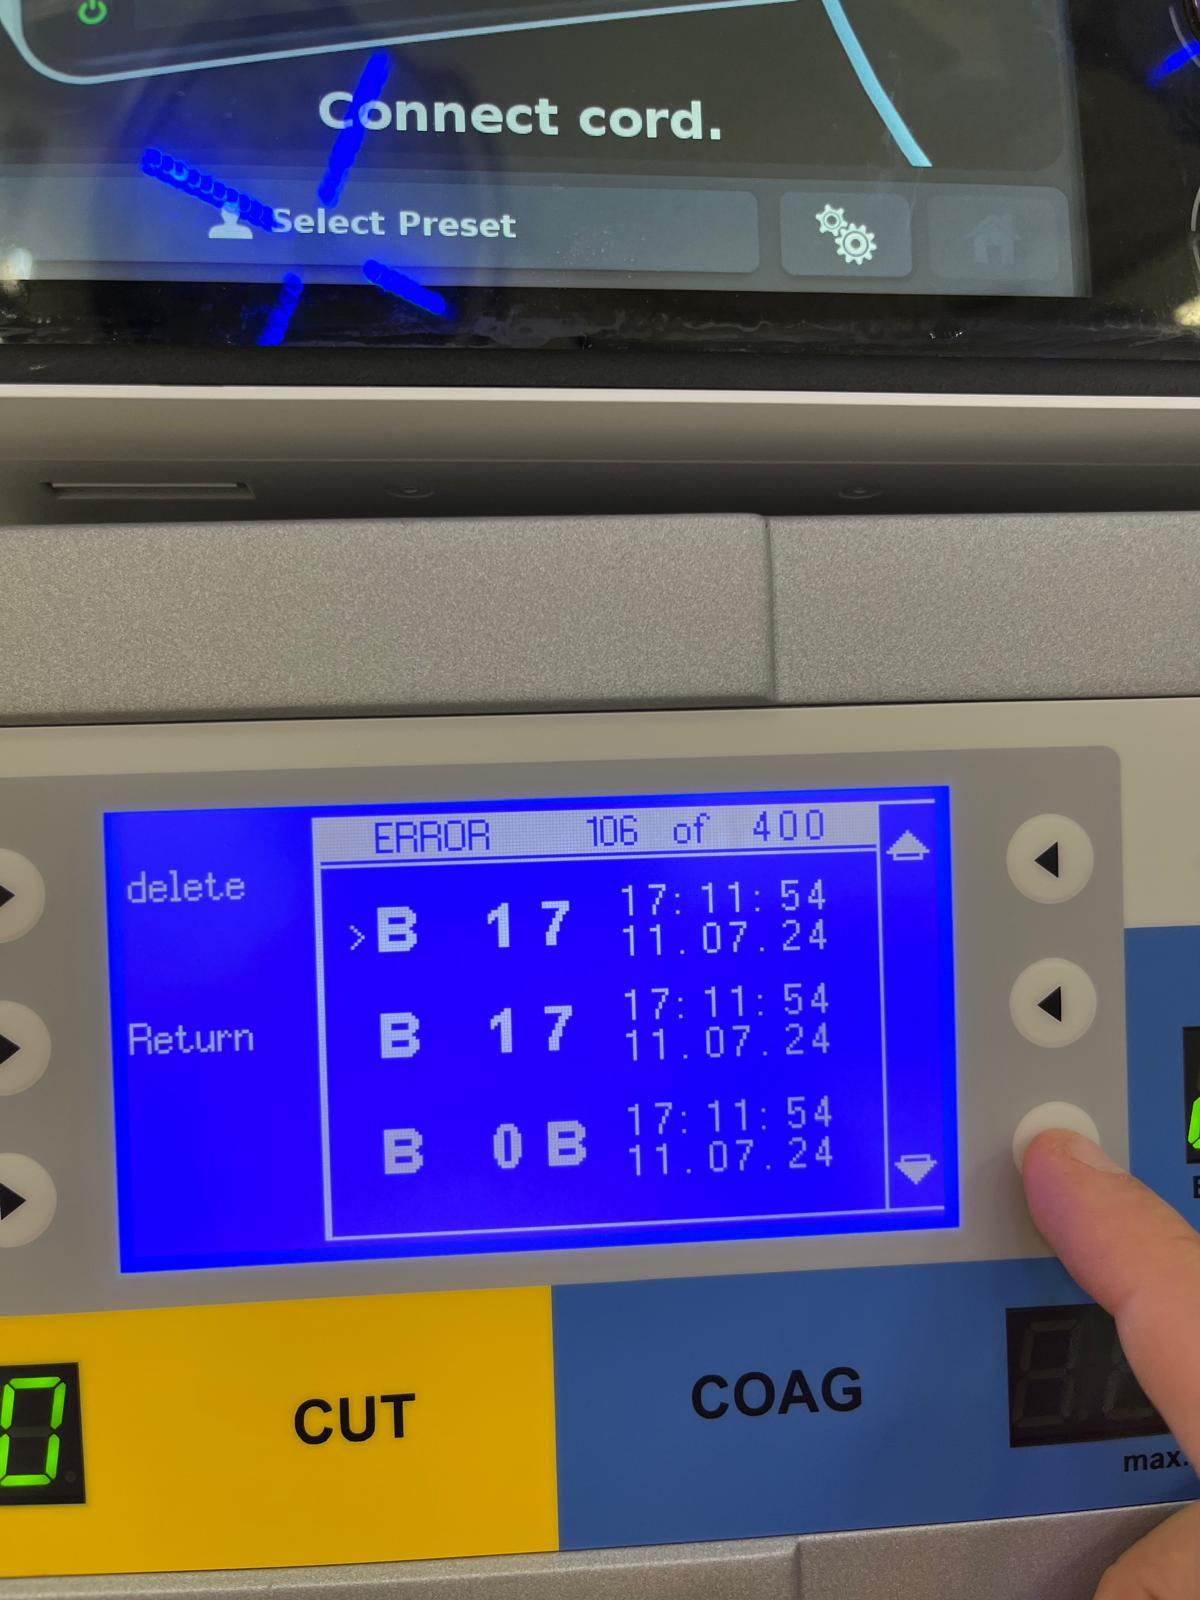 Connect cord.
Select Preset
ERROR 106 of 400
delete
>B 17 17:11:54
11.07.24
Return
B 17 17:11:54
11.07.24
B 0B 17:11:54
11.07.24
0
CUT
COAG
max.